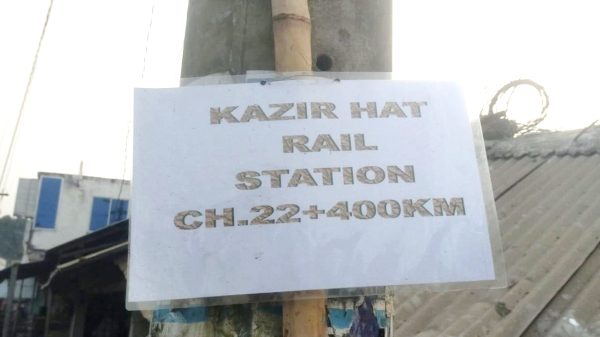 KAZIR HAT
RAIL
STATION
CH.22+400KM